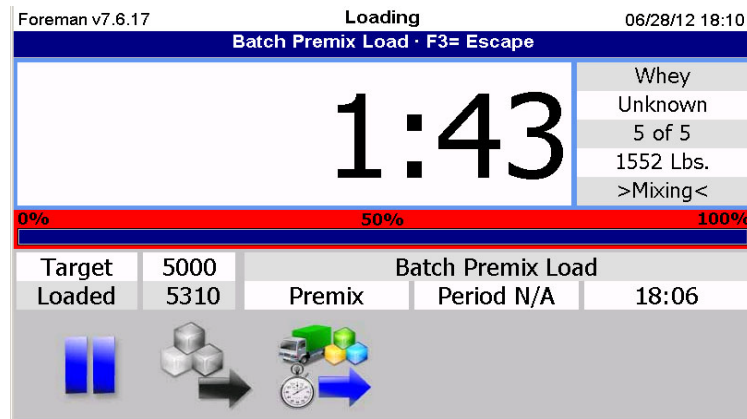 Foreman v7.6.17 Loading 06/28/12 18:10
Batch Premix Load · F3= Escape
1:43
Whey
Unknown
5 of 5
1552 Lbs.
>Mixing<
0% 50% 100%
Target 5000 Batch Premix Load
Loaded 5310 Premix Period N/A 18:06